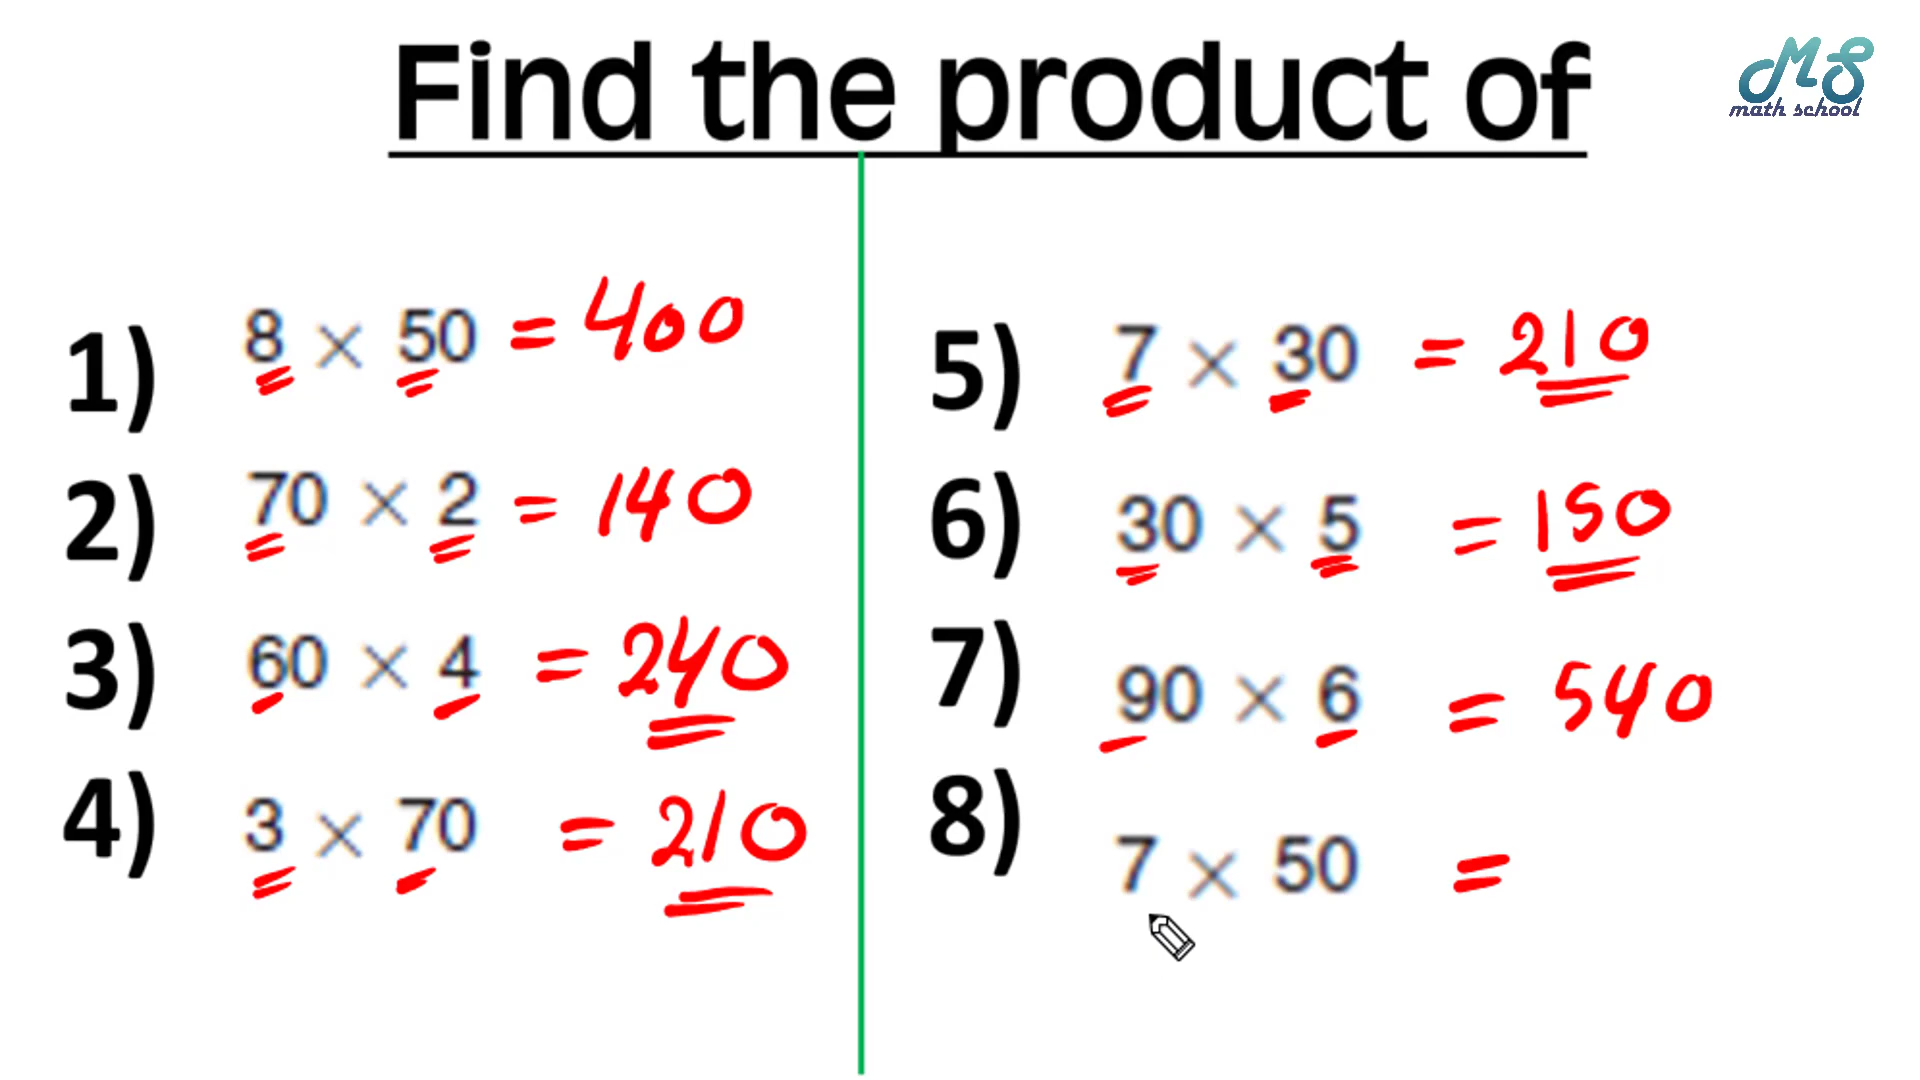 Find the product of
MS
math school
1) 8 × 50 = 400
2) 70 × 2 = 140
3) 60 × 4 = 240
4) 3 × 70 = 210
5) 7 × 30 = 210
6) 30 × 5 = 150
7) 90 × 6 = 540
8) 7 × 50 =